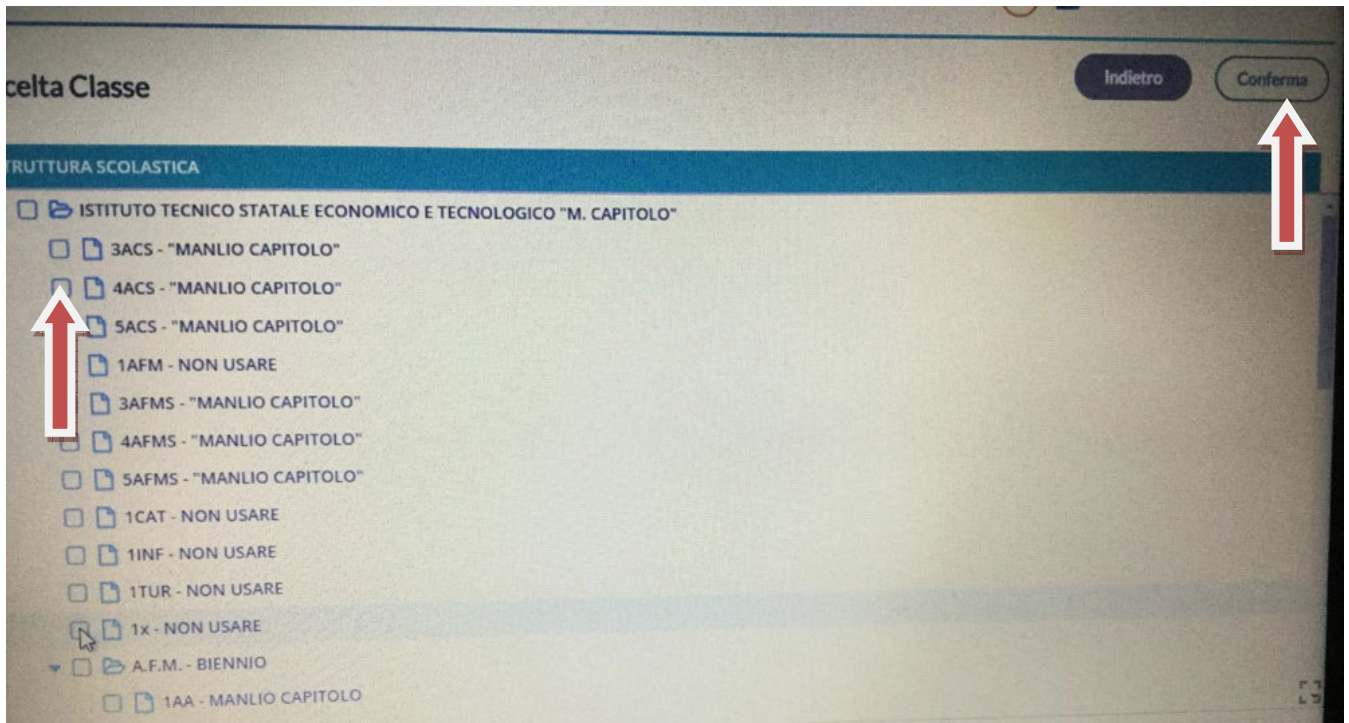 celta Classe
Indietro
Conferma
TRUTTURA SCOLASTICA
ISTITUTO TECNICO STATALE ECONOMICO E TECNOLOGICO "M. CAPITOLO"
3ACS - "MANLIO CAPITOLO"
4ACS - "MANLIO CAPITOLO"
5ACS - "MANLIO CAPITOLO"
1AFM - NON USARE
3AFMS - "MANLIO CAPITOLO"
4AFMS - "MANLIO CAPITOLO"
5AFMS - "MANLIO CAPITOLO"
1CAT - NON USARE
1INF - NON USARE
1TUR - NON USARE
1x - NON USARE
A.F.M. - BIENNIO
1AA - MANLIO CAPITOLO